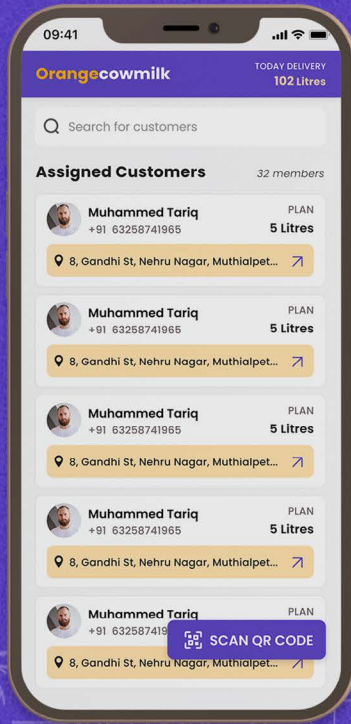 09:41
Orangecowmilk
TODAY DELIVERY
102 Litres
Search for customers
Assigned Customers
32 members
Muhammed Tariq
PLAN
+91 63258741965
5 Litres
8, Gandhi St, Nehru Nagar, Muthialpet...
Muhammed Tariq
PLAN
+91 63258741965
5 Litres
8, Gandhi St, Nehru Nagar, Muthialpet...
Muhammed Tariq
PLAN
+91 63258741965
5 Litres
8, Gandhi St, Nehru Nagar, Muthialpet...
Muhammed Tariq
PLAN
+91 63258741965
5 Litres
8, Gandhi St, Nehru Nagar, Muthialpet...
Muhammed Tariq
PLAN
+91 632587419
SCAN QR CODE
8, Gandhi St, Nehru Nagar, Muthialpet...